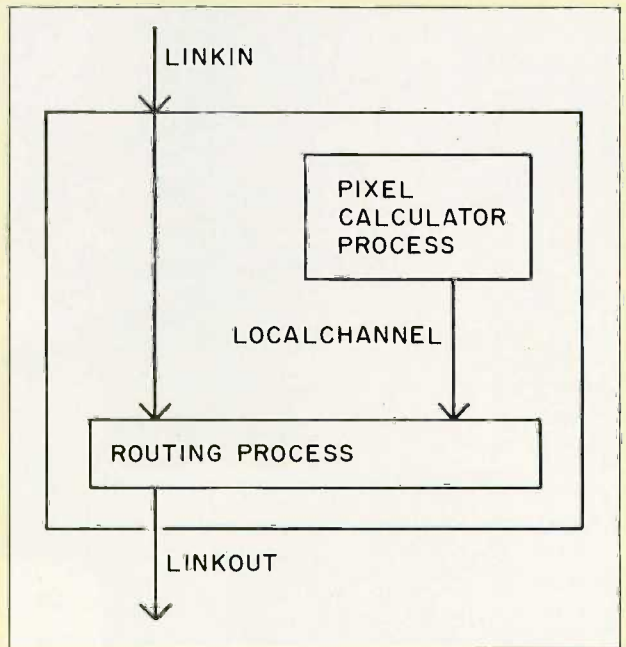 LINKIN
PIXEL
CALCULATOR
PROCESS
LOCALCHANNEL
ROUTING PROCESS
LINKOUT